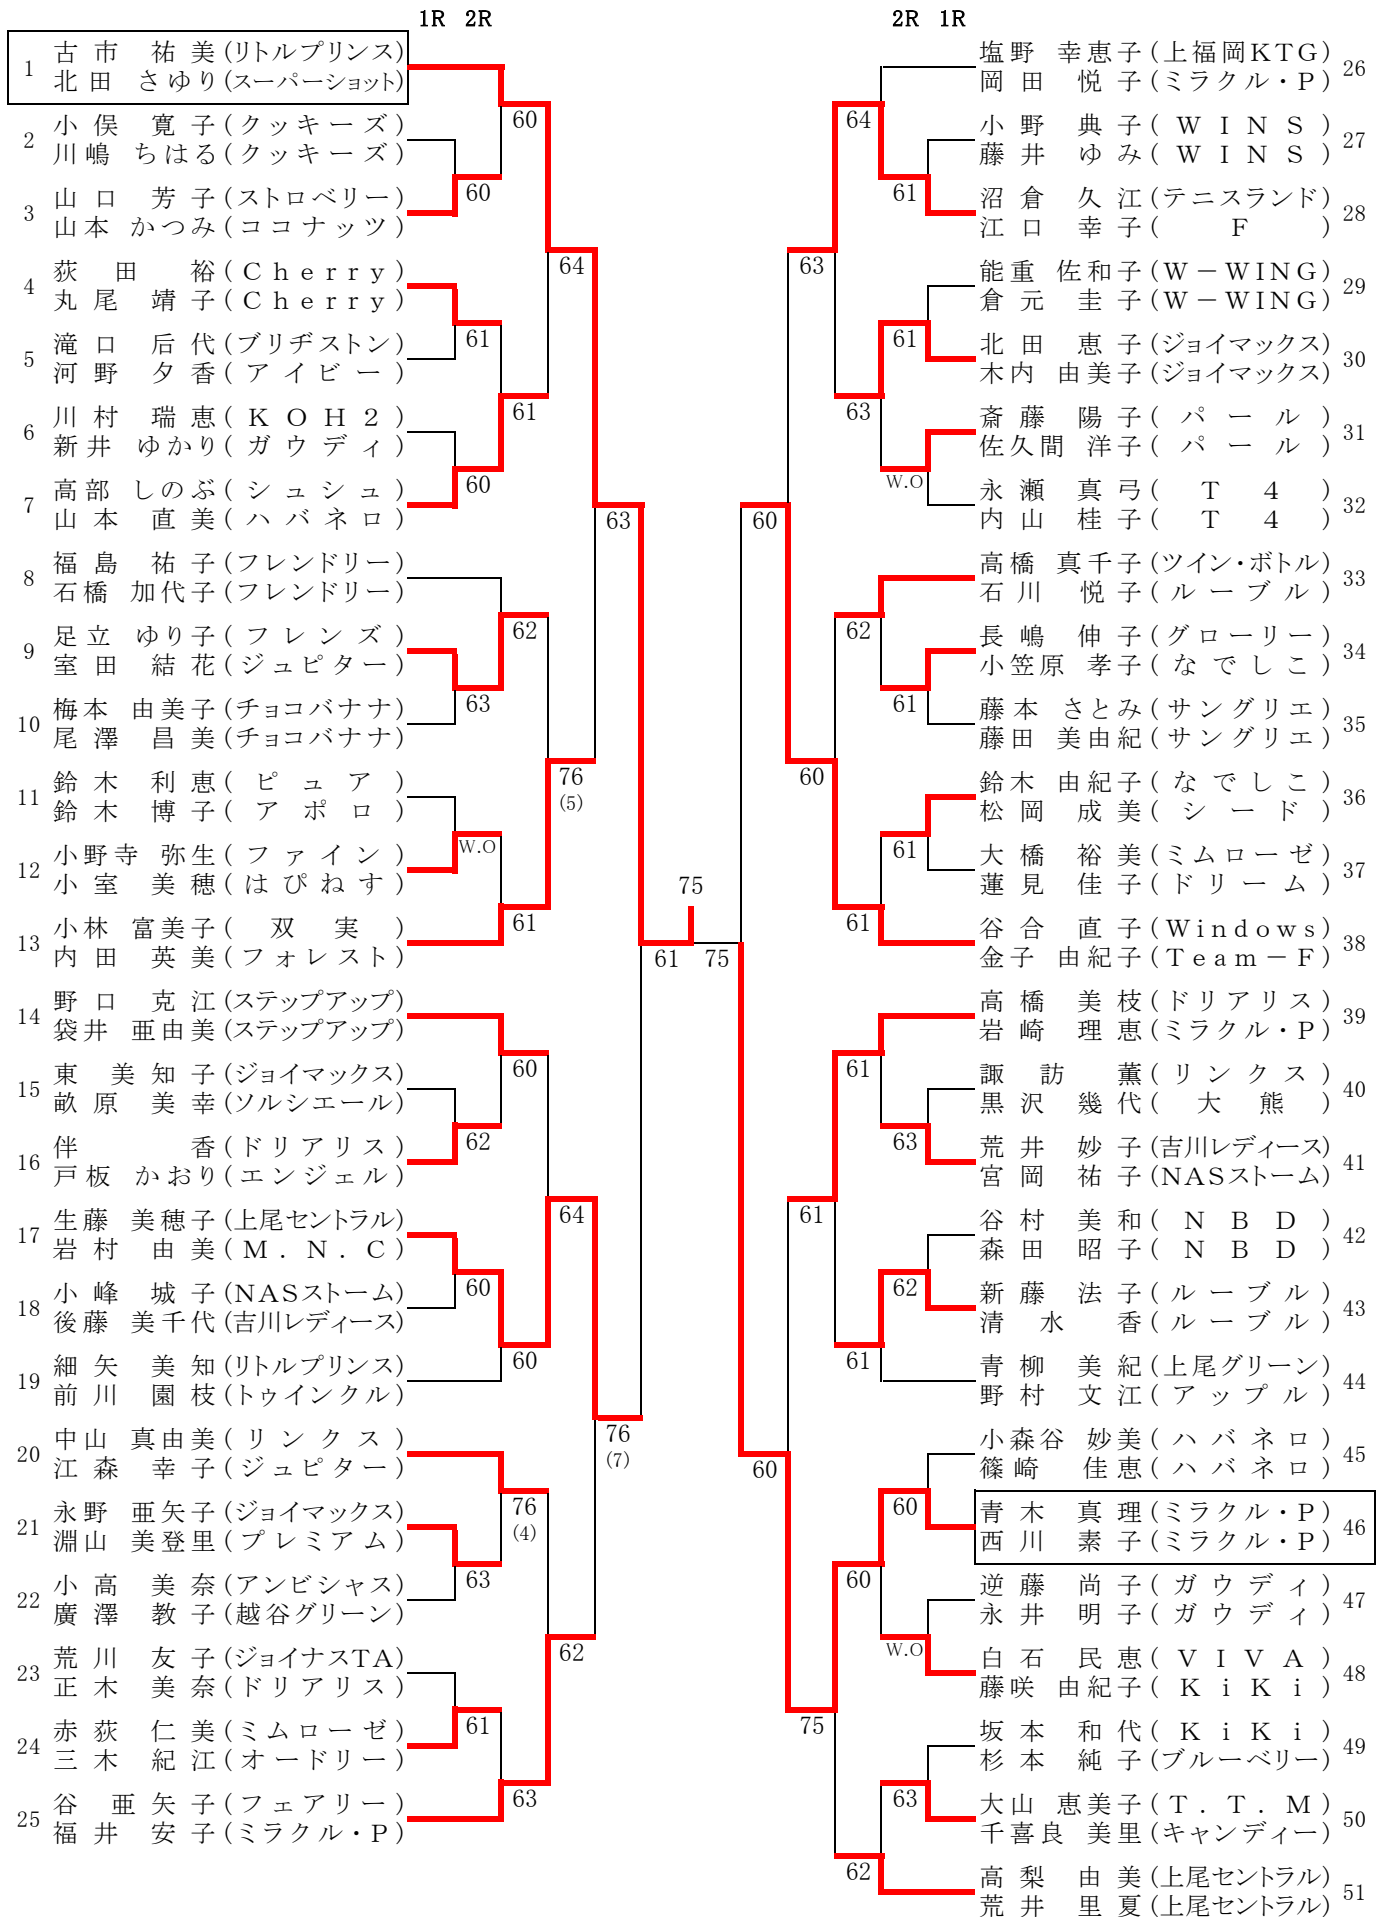 1R 2R
2R 1R
1 古市 祐美(リトルプリンス)
北田 さゆり(スーパーショット)
2 小俣 寛子(クッキーズ)
川嶋 ちはる(クッキーズ)
3 山口 芳子(ストロベリー)
山本 かつみ(ココナッツ)
4 荻田 裕(Cherry)
丸尾 靖子(Cherry)
5 滝口 后代(ブリヂストン)
河野 夕香(アイビー)
6 川村 瑞恵(KOH2)
新井 ゆかり(ガウディ)
7 高部 しのぶ(シュシュ)
山本 直美(ハバネロ)
8 福島 祐子(フレンドリー)
石橋 加代子(フレンドリー)
9 足立 ゆり子(フレンズ)
室田 結花(ジュピター)
10 梅本 由美子(チョコバナナ)
尾澤 昌美(チョコバナナ)
11 鈴木 利恵(ピュア)
鈴木 博子(アポロ)
12 小野寺 弥生(ファイン)
小室 美穂(はぴねす)
13 小林 富美子(双実)
内田 英美(フォレスト)
14 野口 克江(ステップアップ)
袋井 亜由美(ステップアップ)
15 東 美知子(ジョイマックス)
畝原 美幸(ソルシエール)
16 伴 香(ドリアリス)
戸板 かおり(エンジェル)
17 生藤 美穂子(上尾セントラル)
岩村 由美(M.N.C)
18 小峰 城子(NASストーム)
後藤 美千代(吉川レディース)
19 細矢 美知(リトルプリンス)
前川 園枝(トゥインクル)
20 中山 真由美(リンクス)
江森 幸子(ジュピター)
21 永野 亜矢子(ジョイマックス)
淵山 美登里(プレミアム)
22 小高 美奈(アンビシャス)
廣澤 教子(越谷グリーン)
23 荒川 友子(ジョイナスTA)
正木 美奈(ドリアリス)
24 赤荻 仁美(ミムローゼ)
三木 紀江(オードリー)
25 谷 亜矢子(フェアリー)
福井 安子(ミラクル・P)
60
60
64
61
61
60
63
62
63
76
(5)
W.O
61
75
61
75
60
62
64
60
60
76
(7)
76
(4)
63
62
61
63
64
61
63
61
63
W.O
60
62
61
60
61
61
61
63
61
62
61
60
60
60
W.O
75
63
62
塩野 幸恵子(上福岡KTG) 26
岡田 悦子(ミラクル・P)
小野 典子(WINS) 27
藤井 ゆみ(WINS)
沼倉 久江(テニスランド) 28
江口 幸子(F)
能重 佐和子(W-WING) 29
倉元 圭子(W-WING)
北田 恵子(ジョイマックス) 30
木内 由美子(ジョイマックス)
斎藤 陽子(パール) 31
佐久間 洋子(パール)
永瀬 真弓(T4) 32
内山 桂子(T4)
高橋 真千子(ツイン・ボトル) 33
石川 悦子(ルーブル)
長嶋 伸子(グローリー) 34
小笠原 孝子(なでしこ)
藤本 さとみ(サングリエ) 35
藤田 美由紀(サングリエ)
鈴木 由紀子(なでしこ) 36
松岡 成美(シード)
大橋 裕美(ミムローゼ) 37
蓮見 佳子(ドリーム)
谷合 直子(Windows) 38
金子 由紀子(Team-F)
高橋 美枝(ドリアリス) 39
岩崎 理恵(ミラクル・P)
諏訪 薫(リンクス) 40
黒沢 幾代(大熊)
荒井 妙子(吉川レディース) 41
宮岡 祐子(NASストーム)
谷村 美和(NBD) 42
森田 昭子(NBD)
新藤 法子(ルーブル) 43
清水 香(ルーブル)
青柳 美紀(上尾グリーン) 44
野村 文江(アップル)
小森谷 妙美(ハバネロ) 45
篠崎 佳恵(ハバネロ)
青木 真理(ミラクル・P) 46
西川 素子(ミラクル・P)
逆藤 尚子(ガウディ) 47
永井 明子(ガウディ)
白石 民恵(VIVA) 48
藤咲 由紀子(KiKi)
坂本 和代(KiKi) 49
杉本 純子(ブルーベリー)
大山 恵美子(T.T.M) 50
千喜良 美里(キャンディー)
高梨 由美(上尾セントラル) 51
荒井 里夏(上尾セントラル)